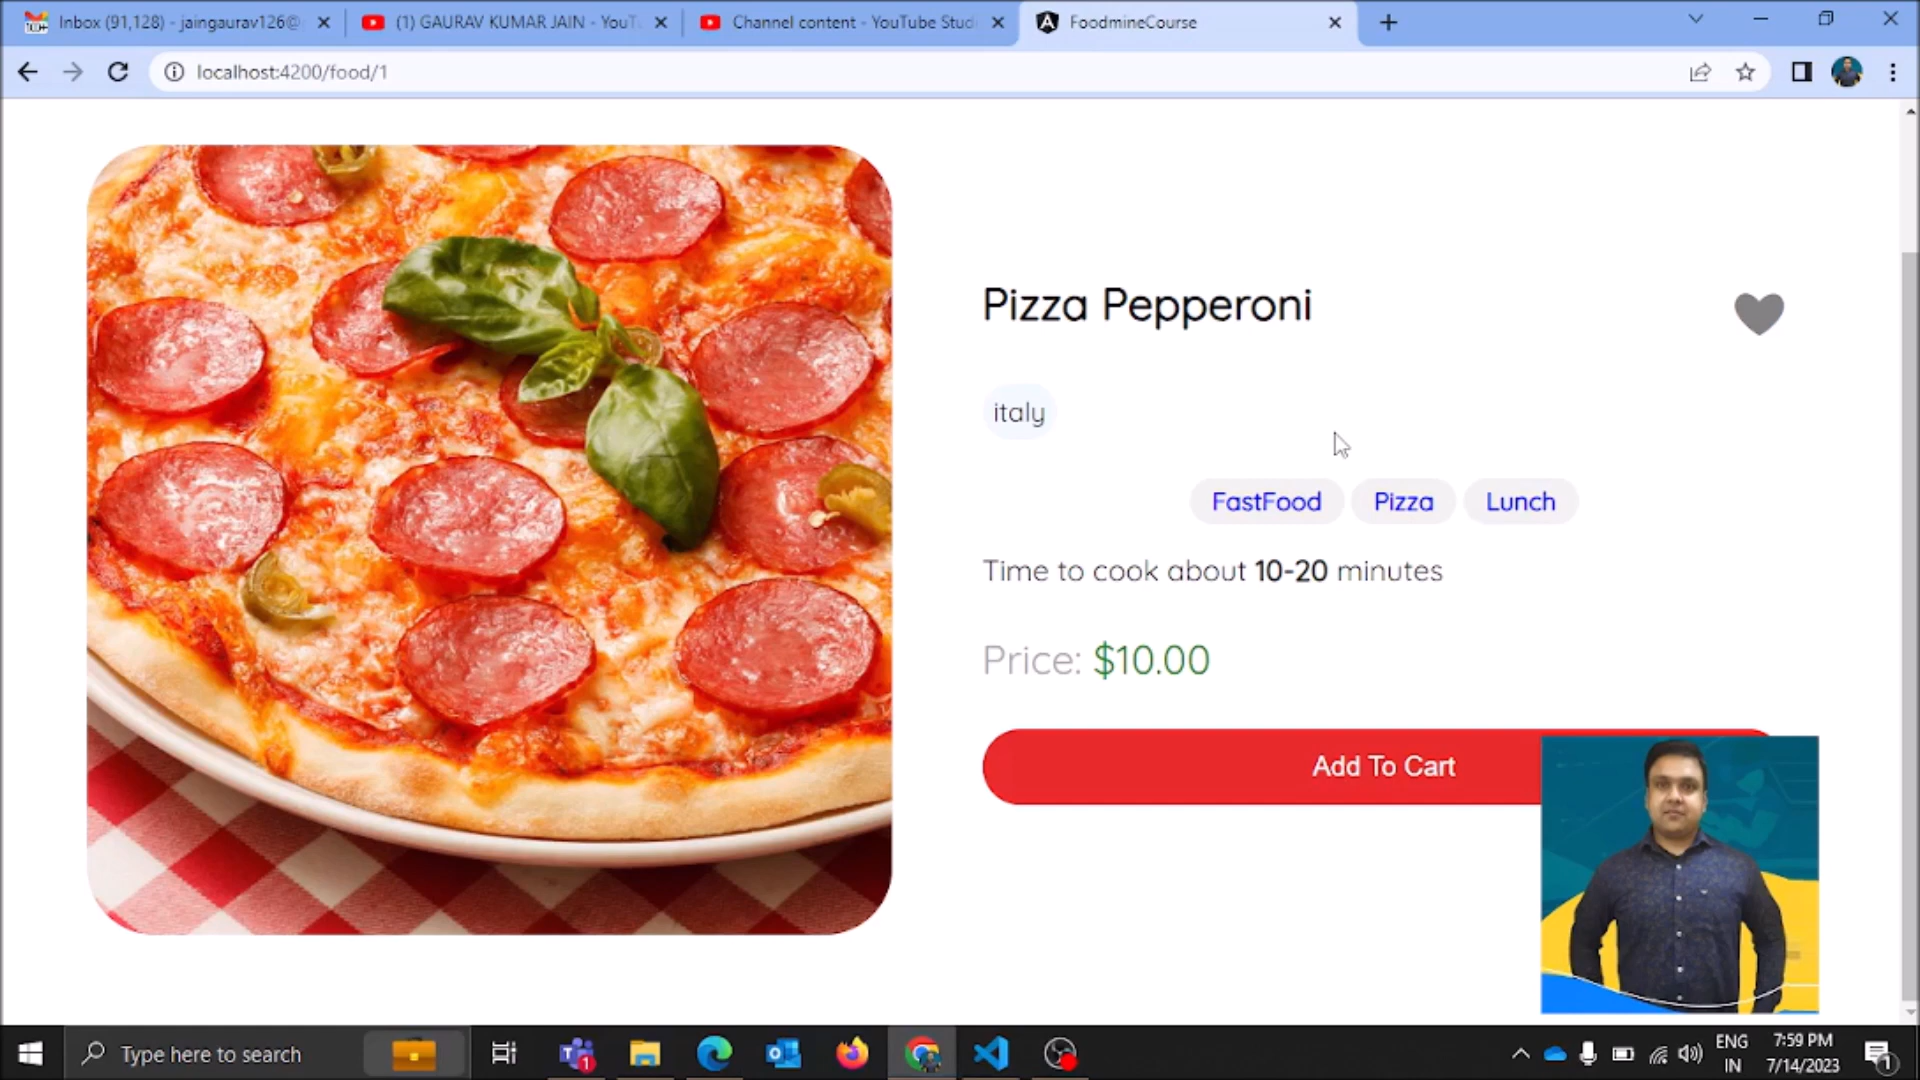 Inbox (91,128) - jaingaurav126@
(1) GAURAV KUMAR JAIN - YouT
Channel content - YouTube Stud
FoodmineCourse
localhost:4200/food/1
Pizza Pepperoni
italy
FastFood Pizza Lunch
Time to cook about 10-20 minutes
Price: $10.00
Add To Cart
Type here to search
1
ENG
IN
7:59 PM
7/14/2023
1